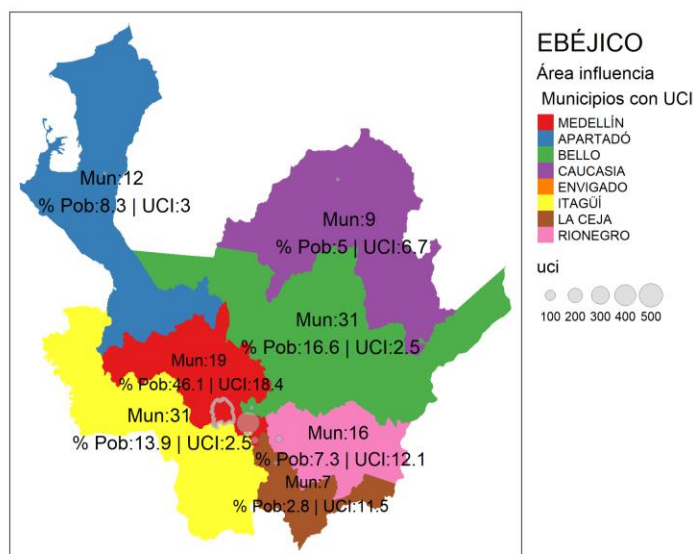 EBÉJICO
Área influencia
Municipios con UCI
MEDELLÍN
APARTADÓ
BELLO
CAUCASIA
ENVIGADO
ITAGÜÍ
LA CEJA
RIONEGRO
uci
100 200 300 400 500
Mun:12
% Pob:8.3 | UCI:3
Mun:9
% Pob:5 | UCI:6.7
Mun:31
% Pob:16.6 | UCI:2.5
Mun:19
% Pob:46.1 | UCI:18.4
Mun:31
% Pob:13.9 | UCI:2.5
Mun:16
% Pob:7.3 | UCI:12.1
Mun:7
% Pob:2.8 | UCI:11.5